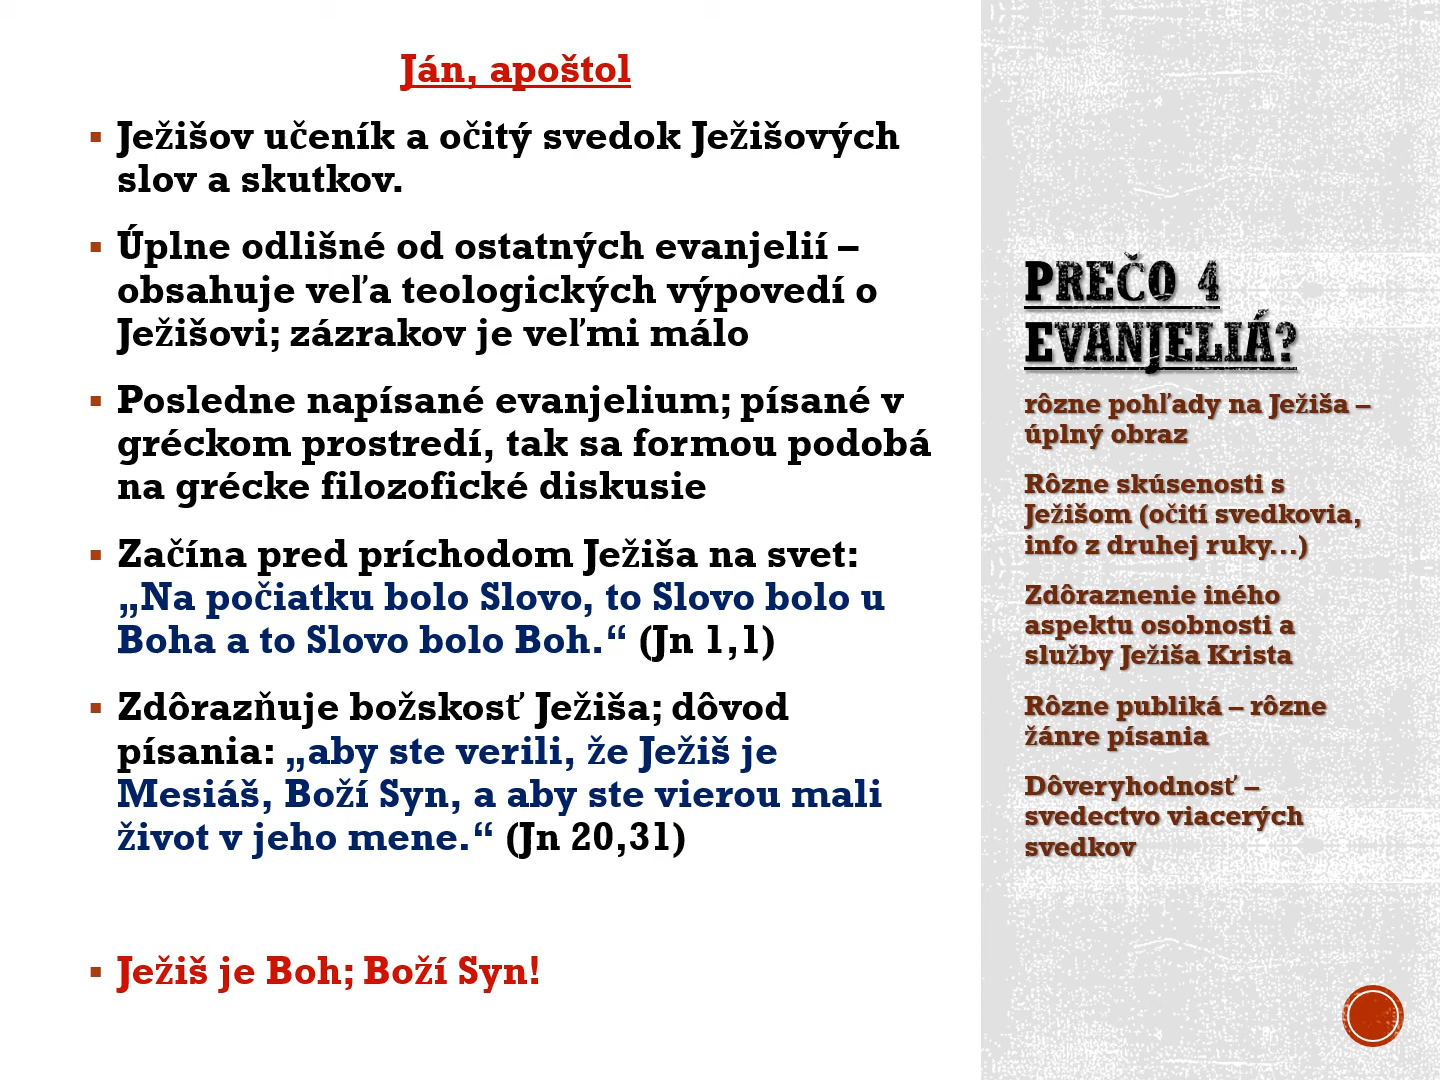 Ján, apoštol
▪ Ježišov učeník a očitý svedok Ježišových
slov a skutkov.
▪ Úplne odlišné od ostatných evanjelií –
obsahuje veľa teologických výpovedí o
Ježišovi; zázrakov je veľmi málo
▪ Posledne napísané evanjelium; písané v
gréckom prostredí, tak sa formou podobá
na grécke filozofické diskusie
▪ Začína pred príchodom Ježiša na svet:
„Na počiatku bolo Slovo, to Slovo bolo u
Boha a to Slovo bolo Boh.“ (Jn 1,1)
▪ Zdôrazňuje božskosť Ježiša; dôvod
písania: „aby ste verili, že Ježiš je
Mesiáš, Boží Syn, a aby ste vierou mali
život v jeho mene.“ (Jn 20,31)
▪ Ježiš je Boh; Boží Syn!
PREČO 4
EVANJELIÁ?
rôzne pohľady na Ježiša –
úplný obraz
Rôzne skúsenosti s
Ježišom (očití svedkovia,
info z druhej ruky...)
Zdôraznenie iného
aspektu osobnosti a
služby Ježiša Krista
Rôzne publiká – rôzne
žánre písania
Dôveryhodnosť –
svedectvo viacerých
svedkov